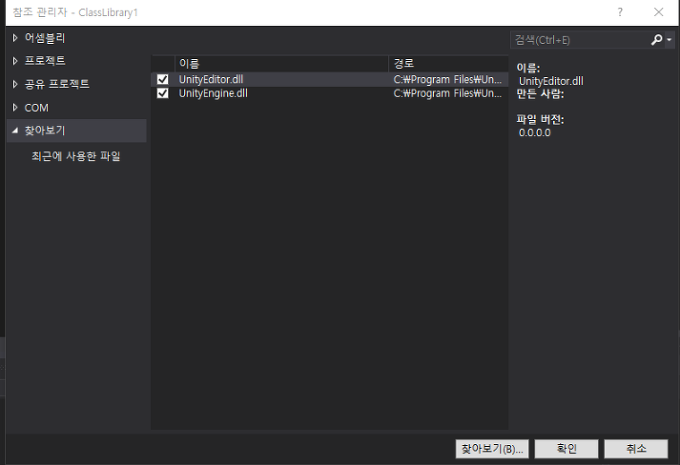 참조 관리자 - ClassLibrary1
? ×
▷ 어셈블리
▷ 프로젝트
▷ 공유 프로젝트
▷ COM
◢ 찾아보기
최근에 사용한 파일
이름 경로
UnityEditor.dll C:₩Program Files₩Un...
UnityEngine.dll C:₩Program Files₩Un...
검색(Ctrl+E)
이름:
UnityEditor.dll
만든 사람:
파일 버전:
0.0.0.0
찾아보기(B)... 확인 취소